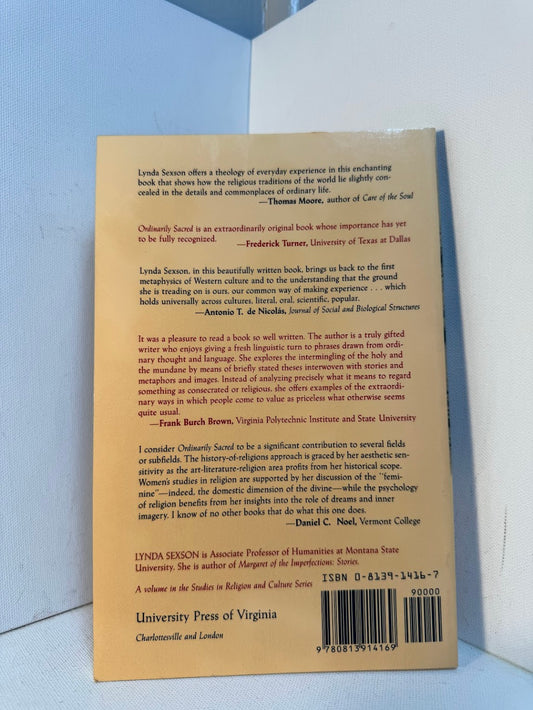 Lynda Sexson offers a theology of everyday experience in this enchanting
book that shows how the religious traditions of the world lie slightly con-
cealed in the details and commonplaces of ordinary life.
—Thomas Moore, author of Care of the Soul
Ordinarily Sacred is an extraordinarily original book whose importance has yet
to be fully recognized.
—Frederick Turner, University of Texas at Dallas
Lynda Sexson, in this beautifully written book, brings us back to the first
metaphysics of Western culture and to the understanding that the ground
she is treading on is ours, our common way of making experience . . . which
holds universally across cultures, literal, oral, scientific, popular.
—Antonio T. de Nicolás, Journal of Social and Biological Structures
It was a pleasure to read a book so well written. The author is a truly gifted
writer who enjoys giving a fresh linguistic turn to phrases drawn from ordi-
nary thought and language. She explores the intermingling of the holy and
the mundane by means of briefly stated theses interwoven with stories and
metaphors and images. Instead of analyzing precisely what it means to regard
something as consecrated or religious, she offers examples of the extraordi-
nary ways in which people come to value as priceless what otherwise seems
quite usual.
—Frank Burch Brown, Virginia Polytechnic Institute and State University
I consider Ordinarily Sacred to be a significant contribution to several fields
or subfields. The history-of-religions approach is graced by her aesthetic sen-
sitivity as the art-literature-religion area profits from her historical scope.
Women's studies in religion are supported by her discussion of the "femi-
nine"—indeed, the domestic dimension of the divine—while the psychology
of religion benefits from her insights into the role of dreams and inner
imagery. I know of no other books that do what this one does.
—Daniel C. Noel, Vermont College
LYNDA SEXSON is Associate Professor of Humanities at Montana State
University. She is author of Margaret of the Imperfections: Stories.
A volume in the Studies in Religion and Culture Series
ISBN 0-8139-1416-7
90000
University Press of Virginia
Charlottesville and London
9 780813 914169